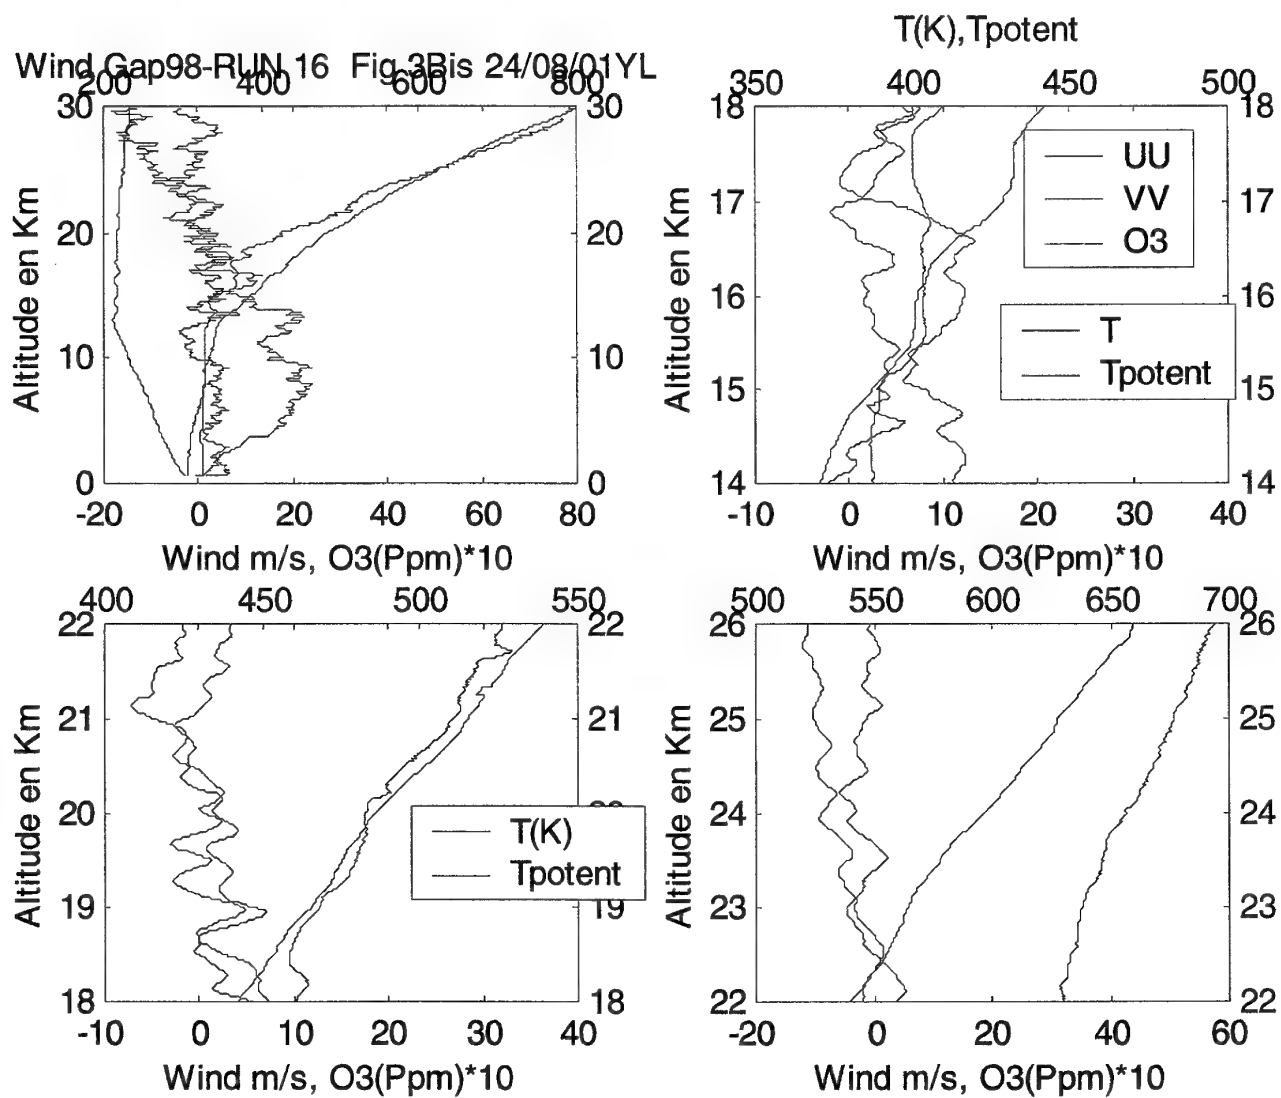 T(K),Tpotent
Wind Gap98-RUN 16 Fig 3Bis 24/08/01YL
200 400 600 800
30 30
20 20
10 10
0 0
-20 0 20 40 60 80
Altitude en Km
Wind m/s, O3(Ppm)*10
350 400 450 500
18 18
17 17
16 16
15 15
14 14
-10 0 10 20 30 40
Altitude en Km
Wind m/s, O3(Ppm)*10
UU
VV
O3
T
Tpotent
400 450 500 550
22 22
21 21
20 20
19 19
18 18
-10 0 10 20 30 40
Altitude en Km
Wind m/s, O3(Ppm)*10
T(K)
Tpotent
500 550 600 650 700
26 26
25 25
24 24
23 23
22 22
-20 0 20 40 60
Altitude en Km
Wind m/s, O3(Ppm)*10